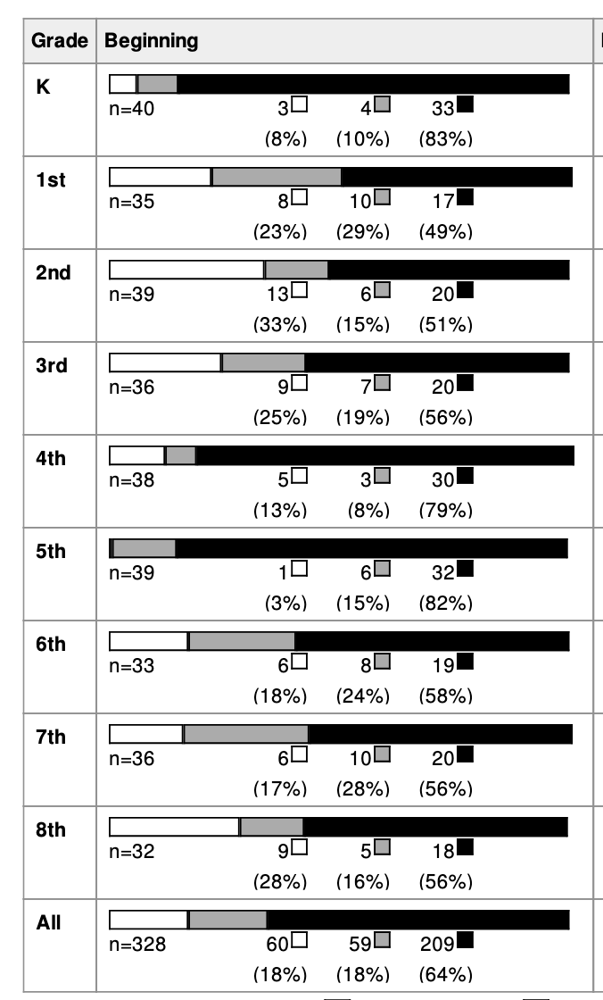 Grade Beginning
K
n=40 3 4 33
(8%) (10%) (83%)
1st
n=35 8 10 17
(23%) (29%) (49%)
2nd
n=39 13 6 20
(33%) (15%) (51%)
3rd
n=36 9 7 20
(25%) (19%) (56%)
4th
n=38 5 3 30
(13%) (8%) (79%)
5th
n=39 1 6 32
(3%) (15%) (82%)
6th
n=33 6 8 19
(18%) (24%) (58%)
7th
n=36 6 10 20
(17%) (28%) (56%)
8th
n=32 9 5 18
(28%) (16%) (56%)
All
n=328 60 59 209
(18%) (18%) (64%)